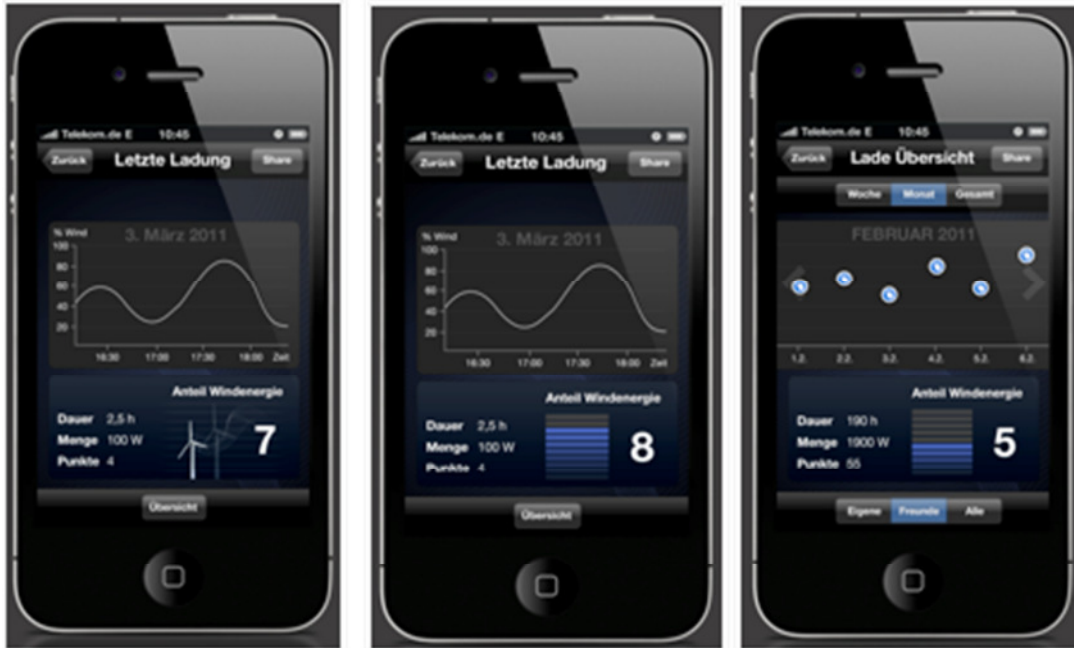 Telekom.de E 10:45
Zurück Letzte Ladung Share
% Wind 3. März 2011
100
80
60
40
20
16:30 17:00 17:30 18:00 Zeit
Anteil Windenergie
Dauer 2,5 h
Menge 100 W
Punkte 4
7
Übersicht
Telekom.de E 10:45
Zurück Letzte Ladung Share
% Wind 3. März 2011
100
80
60
40
20
16:30 17:00 17:30 18:00 Zeit
Anteil Windenergie
Dauer 2,5 h
Menge 100 W
Punkte 4
8
Übersicht
Telekom.de E 10:45
Zurück Lade Übersicht Share
Woche Monat Gesamt
FEBRUAR 2011
1.2. 2.2. 3.2. 4.2. 5.2. 6.2.
Anteil Windenergie
Dauer 190 h
Menge 1900 W
Punkte 55
5
Eigene Freunde Alle